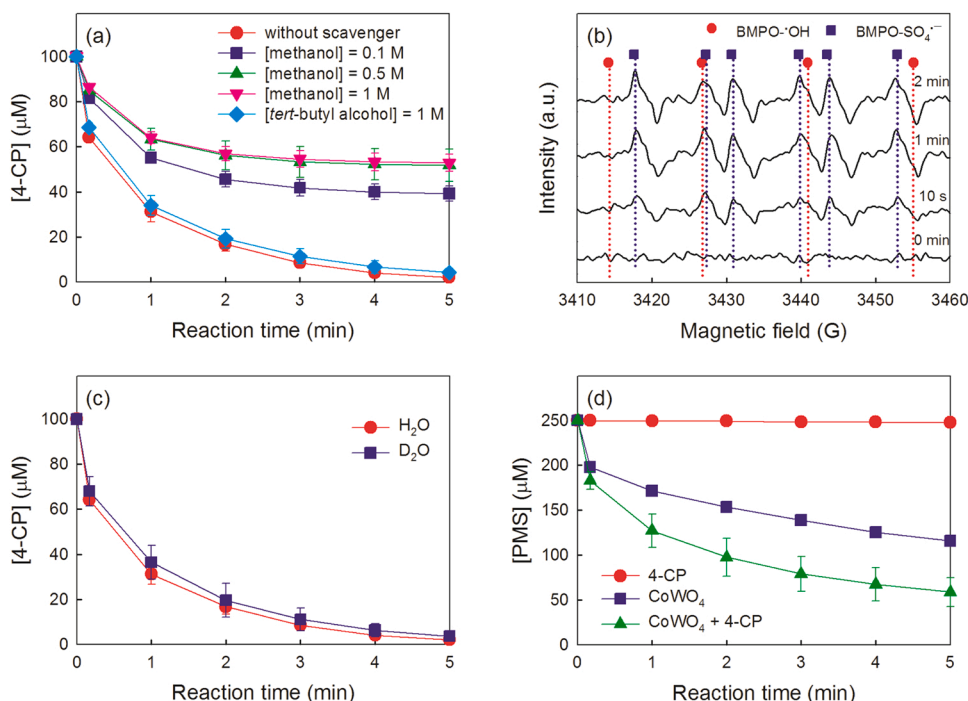 (a)
without scavenger
[methanol] = 0.1 M
[methanol] = 0.5 M
[methanol] = 1 M
[tert-butyl alcohol] = 1 M
[4-CP] (μM)
100
80
60
40
20
0
0 1 2 3 4 5
Reaction time (min)
(b)
BMPO-•OH BMPO-SO₄•⁻
2 min
1 min
10 s
0 min
Intensity (a.u.)
3410 3420 3430 3440 3450 3460
Magnetic field (G)
(c)
H₂O
D₂O
[4-CP] (μM)
100
80
60
40
20
0
0 1 2 3 4 5
Reaction time (min)
(d)
[PMS] (μM)
250
200
150
100
50
0
4-CP
CoWO₄
CoWO₄ + 4-CP
0 1 2 3 4 5
Reaction time (min)